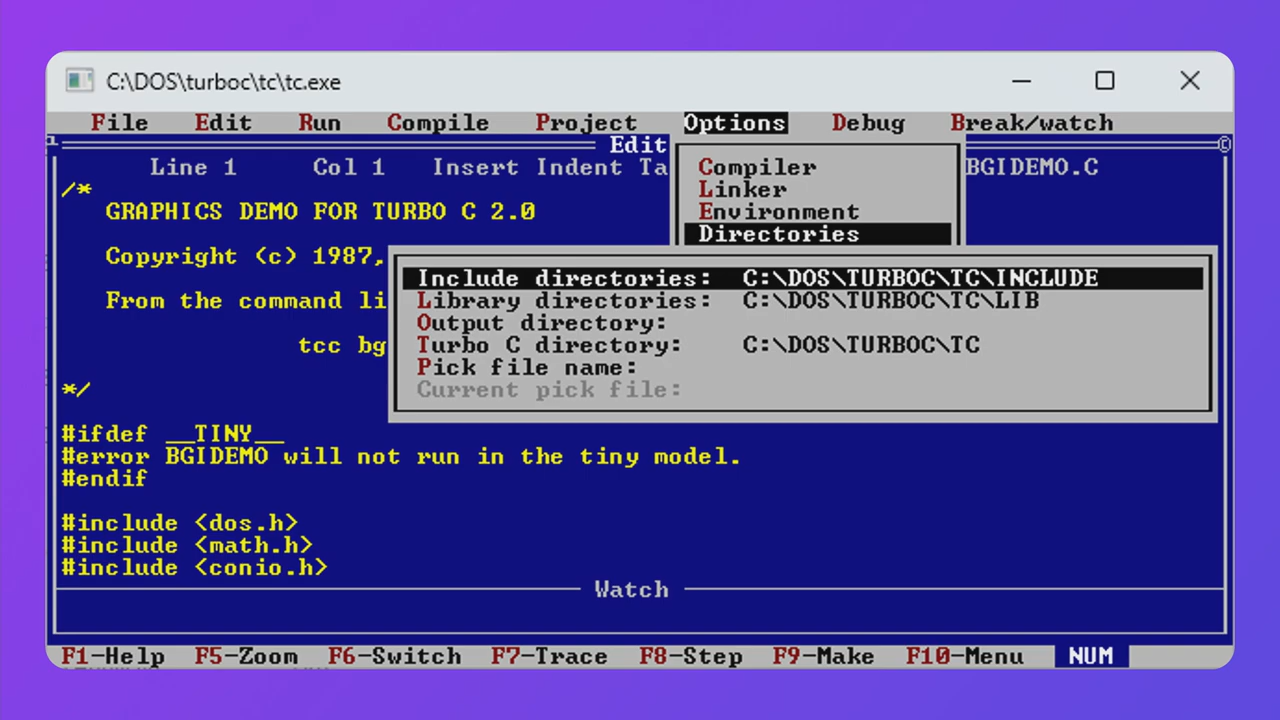 C:\DOS\turboc\tc\tc.exe
File Edit Run Compile Project Options Debug Break/watch
Edit
Line 1 Col 1 Insert Indent Ta BGIDEMO.C
Compiler
Linker
Environment
Directories
/*
GRAPHICS DEMO FOR TURBO C 2.0
Copyright (c) 1987,
From the command li
tcc bg
*/
Include directories: C:\DOS\TURBOC\TC\INCLUDE
Library directories: C:\DOS\TURBOC\TC\LIB
Output directory:
Turbo C directory: C:\DOS\TURBOC\TC
Pick file name:
Current pick file:
#ifdef __TINY__
#error BGIDEMO will not run in the tiny model.
#endif
#include <dos.h>
#include <math.h>
#include <conio.h>
Watch
F1-Help F5-Zoom F6-Switch F7-Trace F8-Step F9-Make F10-Menu NUM